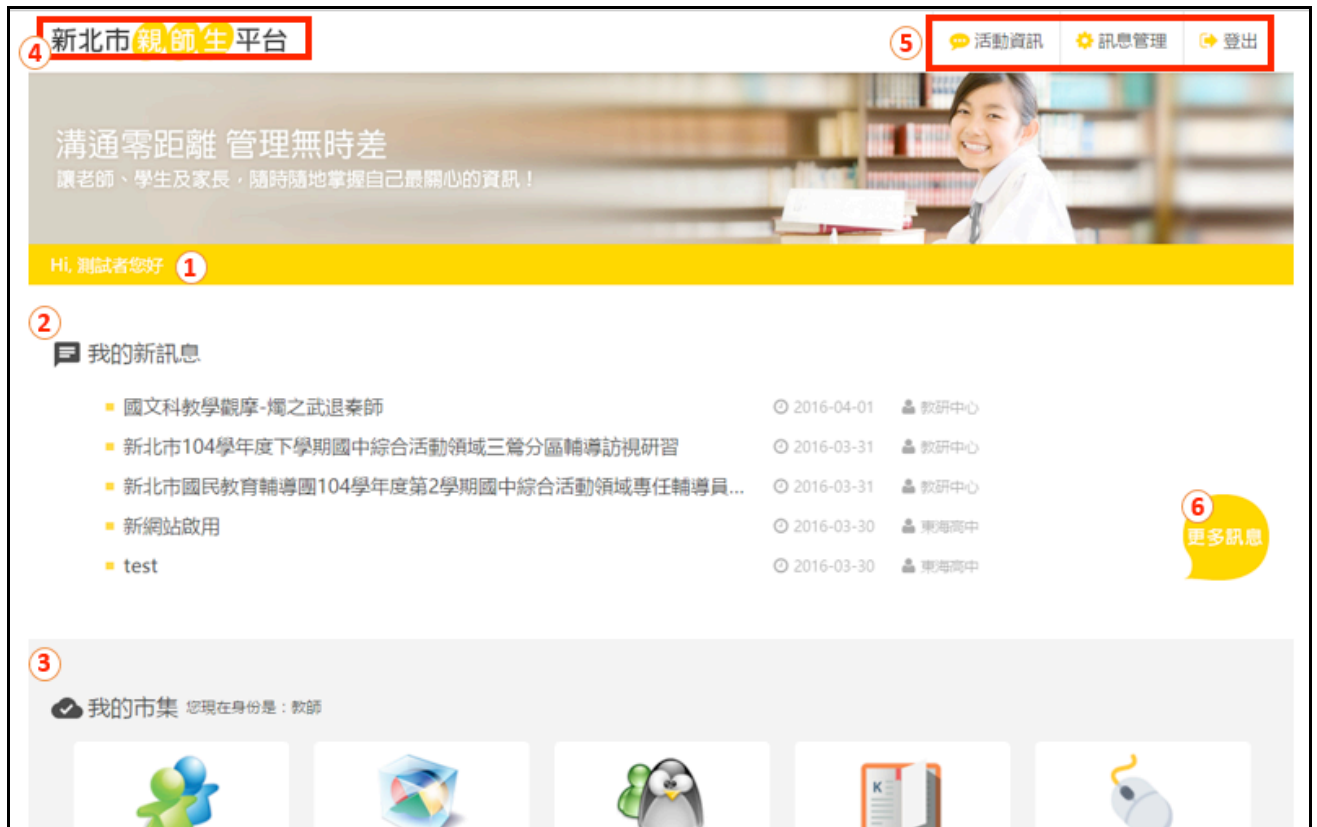 ④ 新北市親師生平台
⑤ 活動資訊 訊息管理 登出
溝通零距離 管理無時差
讓老師、學生及家長，隨時隨地掌握自己最關心的資訊！
Hi, 測試者您好 ①
②
我的新訊息
國文科教學觀摩-燭之武退秦師 2016-04-01 教研中心
新北市104學年度下學期國中綜合活動領域三鶯分區輔導訪視研習 2016-03-31 教研中心
新北市國民教育輔導團104學年度第2學期國中綜合活動領域專任輔導員... 2016-03-31 教研中心
⑥
新網站啟用 2016-03-30 東海高中
更多訊息
test 2016-03-30 東海高中
③
我的市集 您現在身份是：教師
K